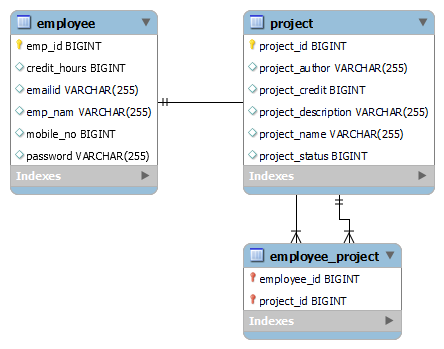 employee
emp_id BIGINT
credit_hours BIGINT
emailid VARCHAR(255)
emp_nam VARCHAR(255)
mobile_no BIGINT
password VARCHAR(255)
Indexes
project
project_id BIGINT
project_author VARCHAR(255)
project_credit BIGINT
project_description VARCHAR(255)
project_name VARCHAR(255)
project_status BIGINT
Indexes
employee_project
employee_id BIGINT
project_id BIGINT
Indexes